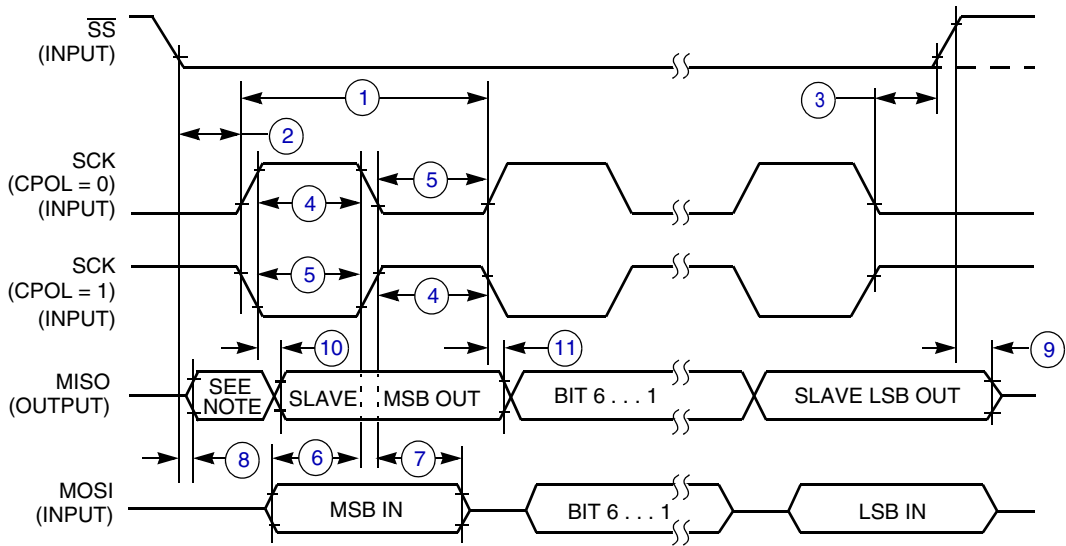 SS
(INPUT)
1
3
2
SCK
(CPOL = 0)
(INPUT)
5
4
SCK
(CPOL = 1)
(INPUT)
5
4
10
11
9
MISO
(OUTPUT)
SEE
NOTE
SLAVE
MSB OUT
BIT 6 . . . 1
SLAVE LSB OUT
8
6
7
MOSI
(INPUT)
MSB IN
BIT 6 . . . 1
LSB IN